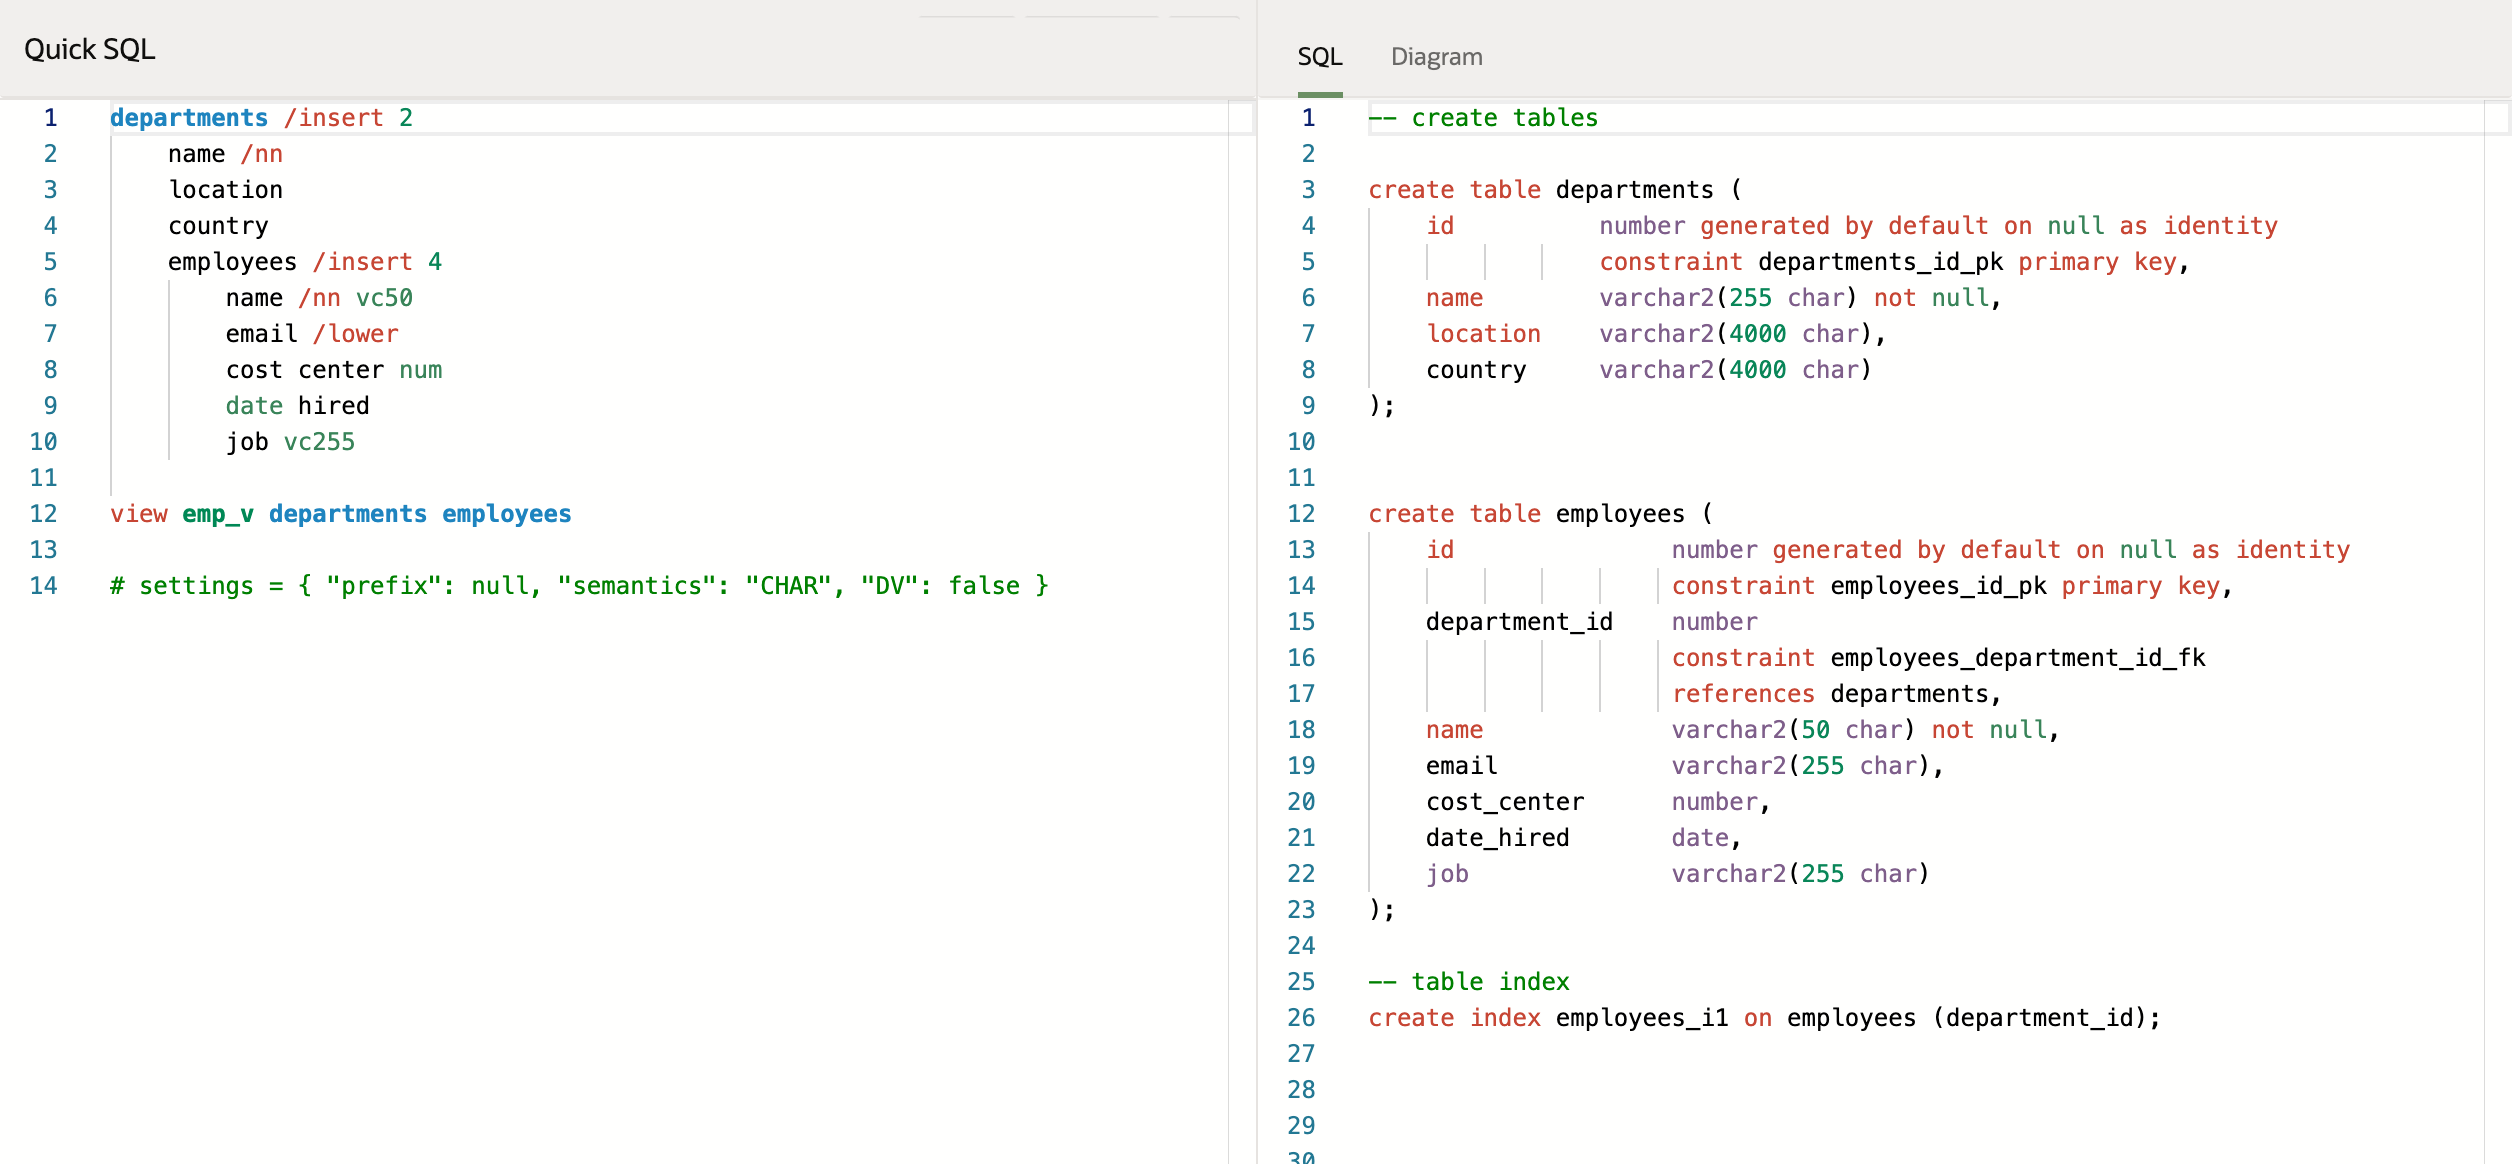 Quick SQL
1 departments /insert 2
2     name /nn
3     location
4     country
5     employees /insert 4
6         name /nn vc50
7         email /lower
8         cost center num
9         date hired
10         job vc255
11
12 view emp_v departments employees
13
14 # settings = { "prefix": null, "semantics": "CHAR", "DV": false }
SQL Diagram
1 -- create tables
2
3 create table departments (
4     id          number generated by default on null as identity
5                 constraint departments_id_pk primary key,
6     name        varchar2(255 char) not null,
7     location    varchar2(4000 char),
8     country     varchar2(4000 char)
9 );
10
11
12 create table employees (
13     id               number generated by default on null as identity
14                      constraint employees_id_pk primary key,
15     department_id    number
16                      constraint employees_department_id_fk
17                      references departments,
18     name             varchar2(50 char) not null,
19     email            varchar2(255 char),
20     cost_center      number,
21     date_hired       date,
22     job              varchar2(255 char)
23 );
24
25 -- table index
26 create index employees_i1 on employees (department_id);
27
28
29
30